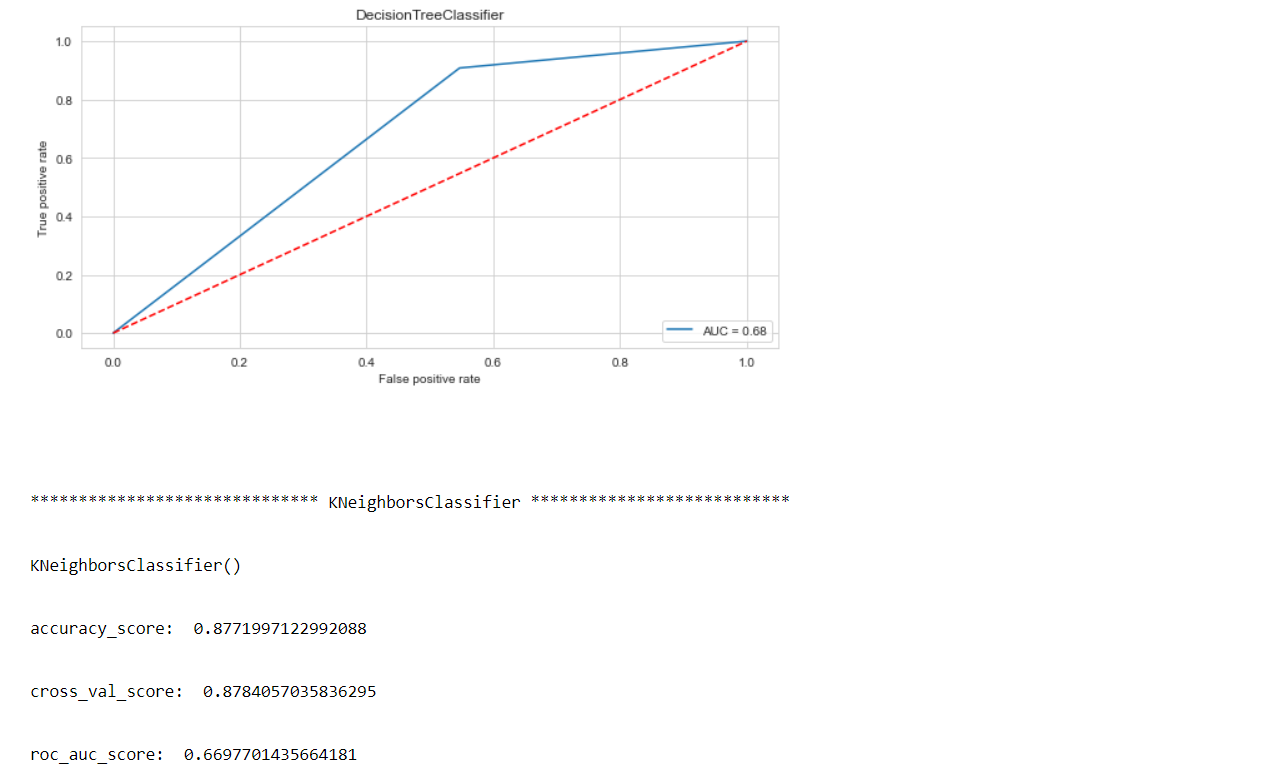 DecisionTreeClassifier
1.0
0.8
0.6
0.4
0.2
0.0
True positive rate
AUC = 0.68
0.0 0.2 0.4 0.6 0.8 1.0
False positive rate
****************************** KNeighborsClassifier ***************************
KNeighborsClassifier()
accuracy_score:  0.8771997122992088
cross_val_score:  0.8784057035836295
roc_auc_score:  0.6697701435664181